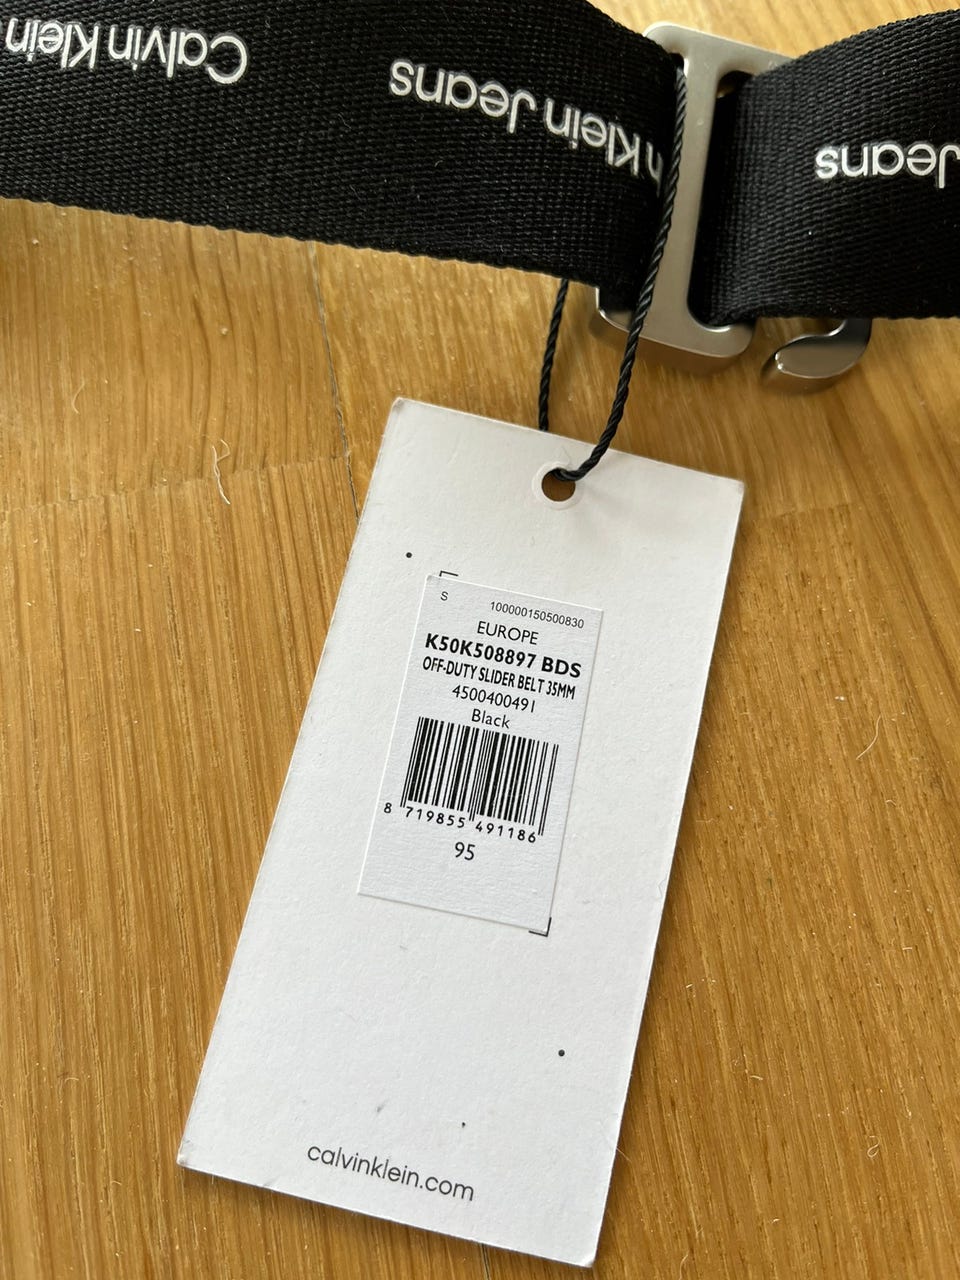 Calvin Klein
n Klein Jeans
Jeans
S 100000150500830
EUROPE
K50K508897 BDS
OFF-DUTY SLIDER BELT 35MM
4500400491
Black
8 719855 491186
95
calvinklein.com